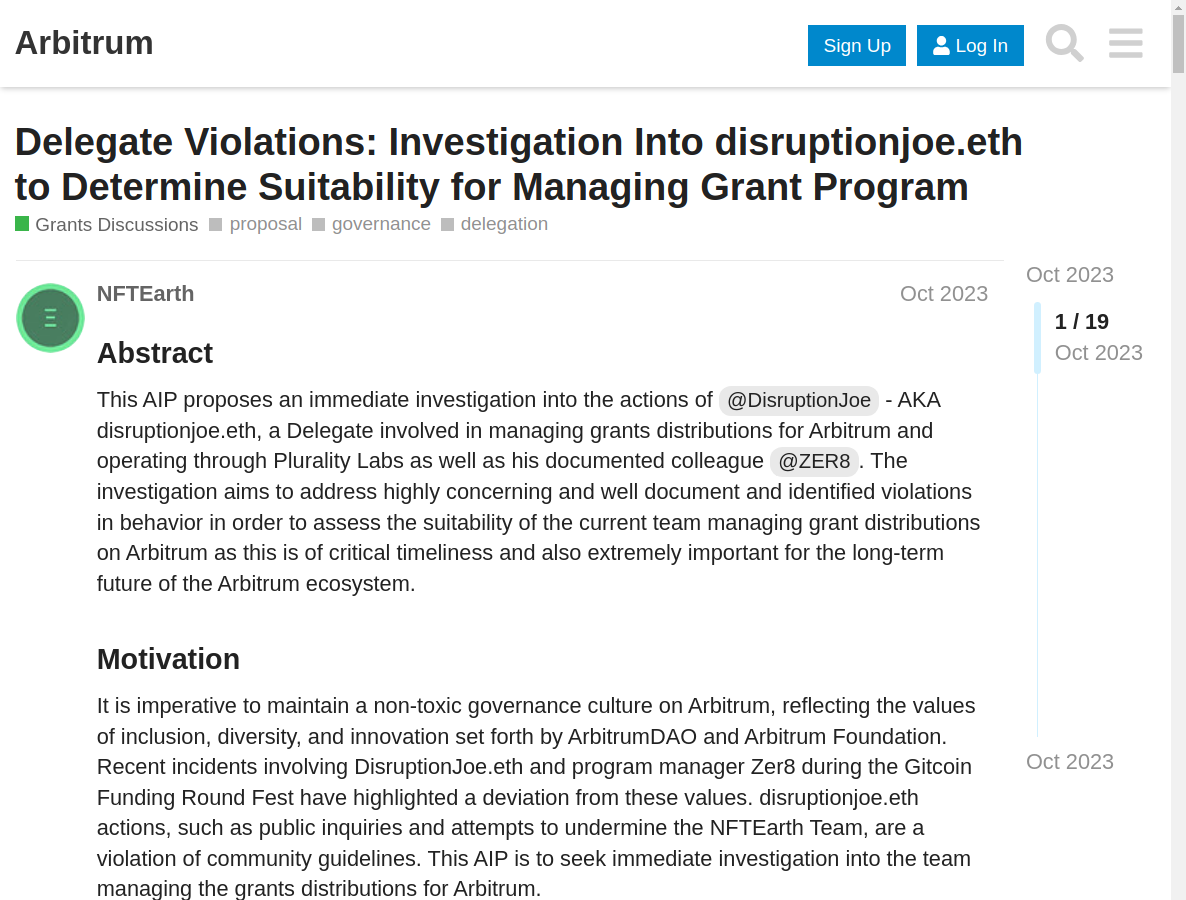 Arbitrum
Sign Up
Log In
Delegate Violations: Investigation Into disruptionjoe.eth
to Determine Suitability for Managing Grant Program
Grants Discussions proposal governance delegation
Oct 2023
NFTEarth
Oct 2023
1 / 19
Oct 2023
Abstract
This AIP proposes an immediate investigation into the actions of @DisruptionJoe - AKA
disruptionjoe.eth, a Delegate involved in managing grants distributions for Arbitrum and
operating through Plurality Labs as well as his documented colleague @ZER8. The
investigation aims to address highly concerning and well document and identified violations
in behavior in order to assess the suitability of the current team managing grant distributions
on Arbitrum as this is of critical timeliness and also extremely important for the long-term
future of the Arbitrum ecosystem.
Motivation
It is imperative to maintain a non-toxic governance culture on Arbitrum, reflecting the values
of inclusion, diversity, and innovation set forth by ArbitrumDAO and Arbitrum Foundation.
Recent incidents involving DisruptionJoe.eth and program manager Zer8 during the Gitcoin
Funding Round Fest have highlighted a deviation from these values. disruptionjoe.eth
actions, such as public inquiries and attempts to undermine the NFTEarth Team, are a
violation of community guidelines. This AIP is to seek immediate investigation into the team
managing the grants distributions for Arbitrum.
Oct 2023